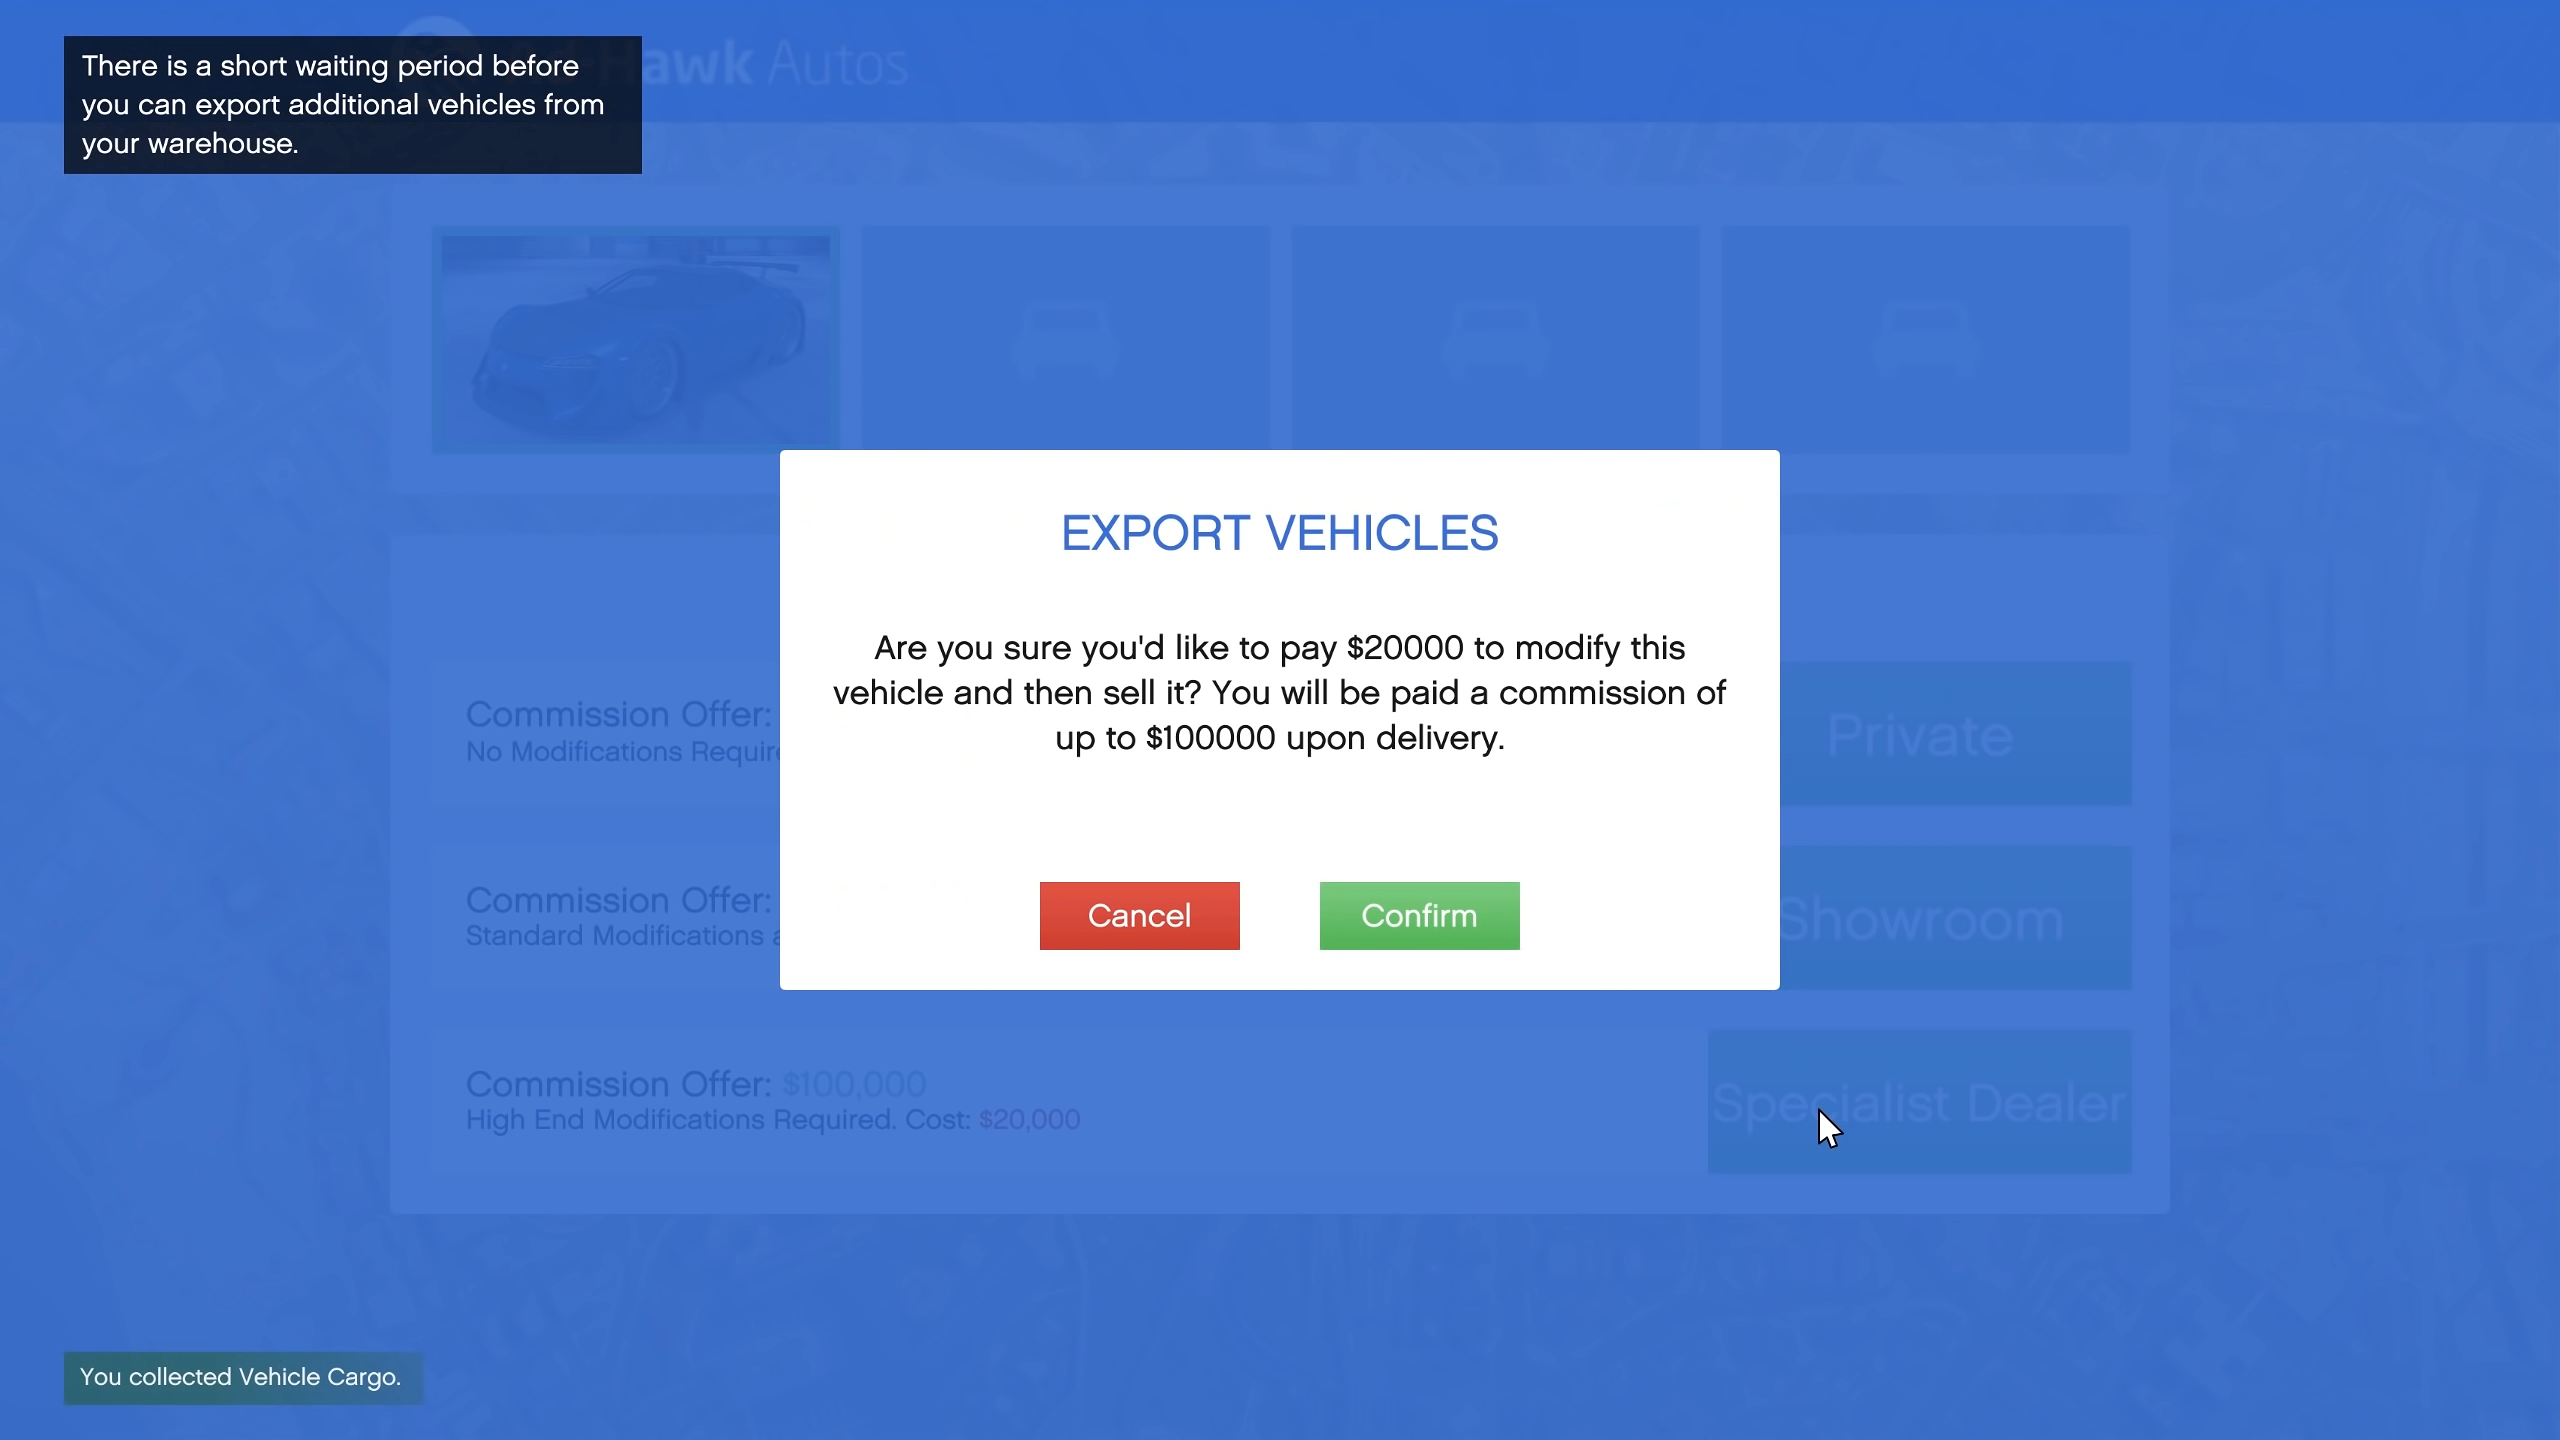 There is a short waiting period before
you can export additional vehicles from
your warehouse.
Hawk Autos
EXPORT VEHICLES
Are you sure you'd like to pay $20000 to modify this
vehicle and then sell it? You will be paid a commission of
up to $100000 upon delivery.
Cancel
Confirm
Commission Offer:
No Modifications
Private
Commission Offer:
Standard Modifications
Showroom
Commission Offer: $100,000
High End Modifications Required. Cost: $20,000
Specialist Dealer
You collected Vehicle Cargo.